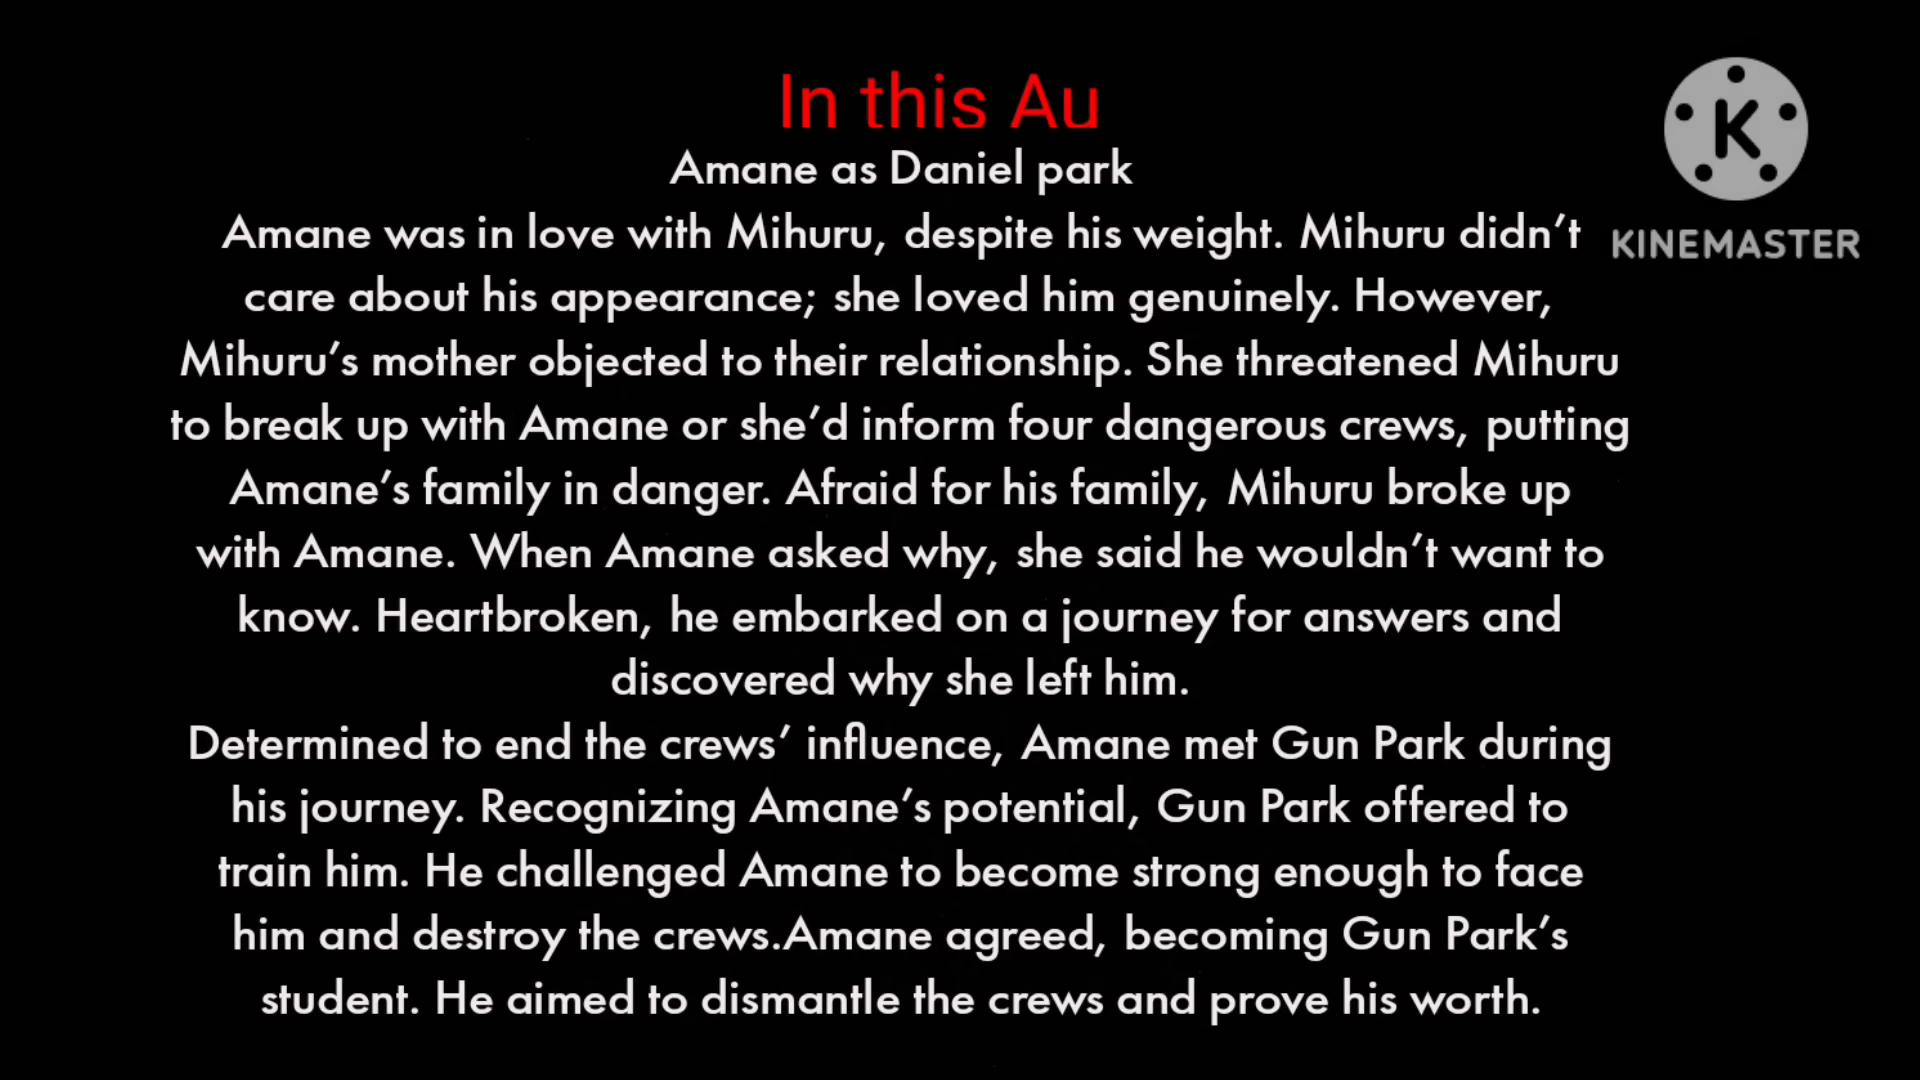 In this Au
Amane as Daniel park
Amane was in love with Mihuru, despite his weight. Mihuru didn't
care about his appearance; she loved him genuinely. However,
Mihuru's mother objected to their relationship. She threatened Mihuru
to break up with Amane or she'd inform four dangerous crews, putting
Amane's family in danger. Afraid for his family, Mihuru broke up
with Amane. When Amane asked why, she said he wouldn't want to
know. Heartbroken, he embarked on a journey for answers and
discovered why she left him.
Determined to end the crews' influence, Amane met Gun Park during
his journey. Recognizing Amane's potential, Gun Park offered to
train him. He challenged Amane to become strong enough to face
him and destroy the crews.Amane agreed, becoming Gun Park's
student. He aimed to dismantle the crews and prove his worth.
K
KINEMASTER